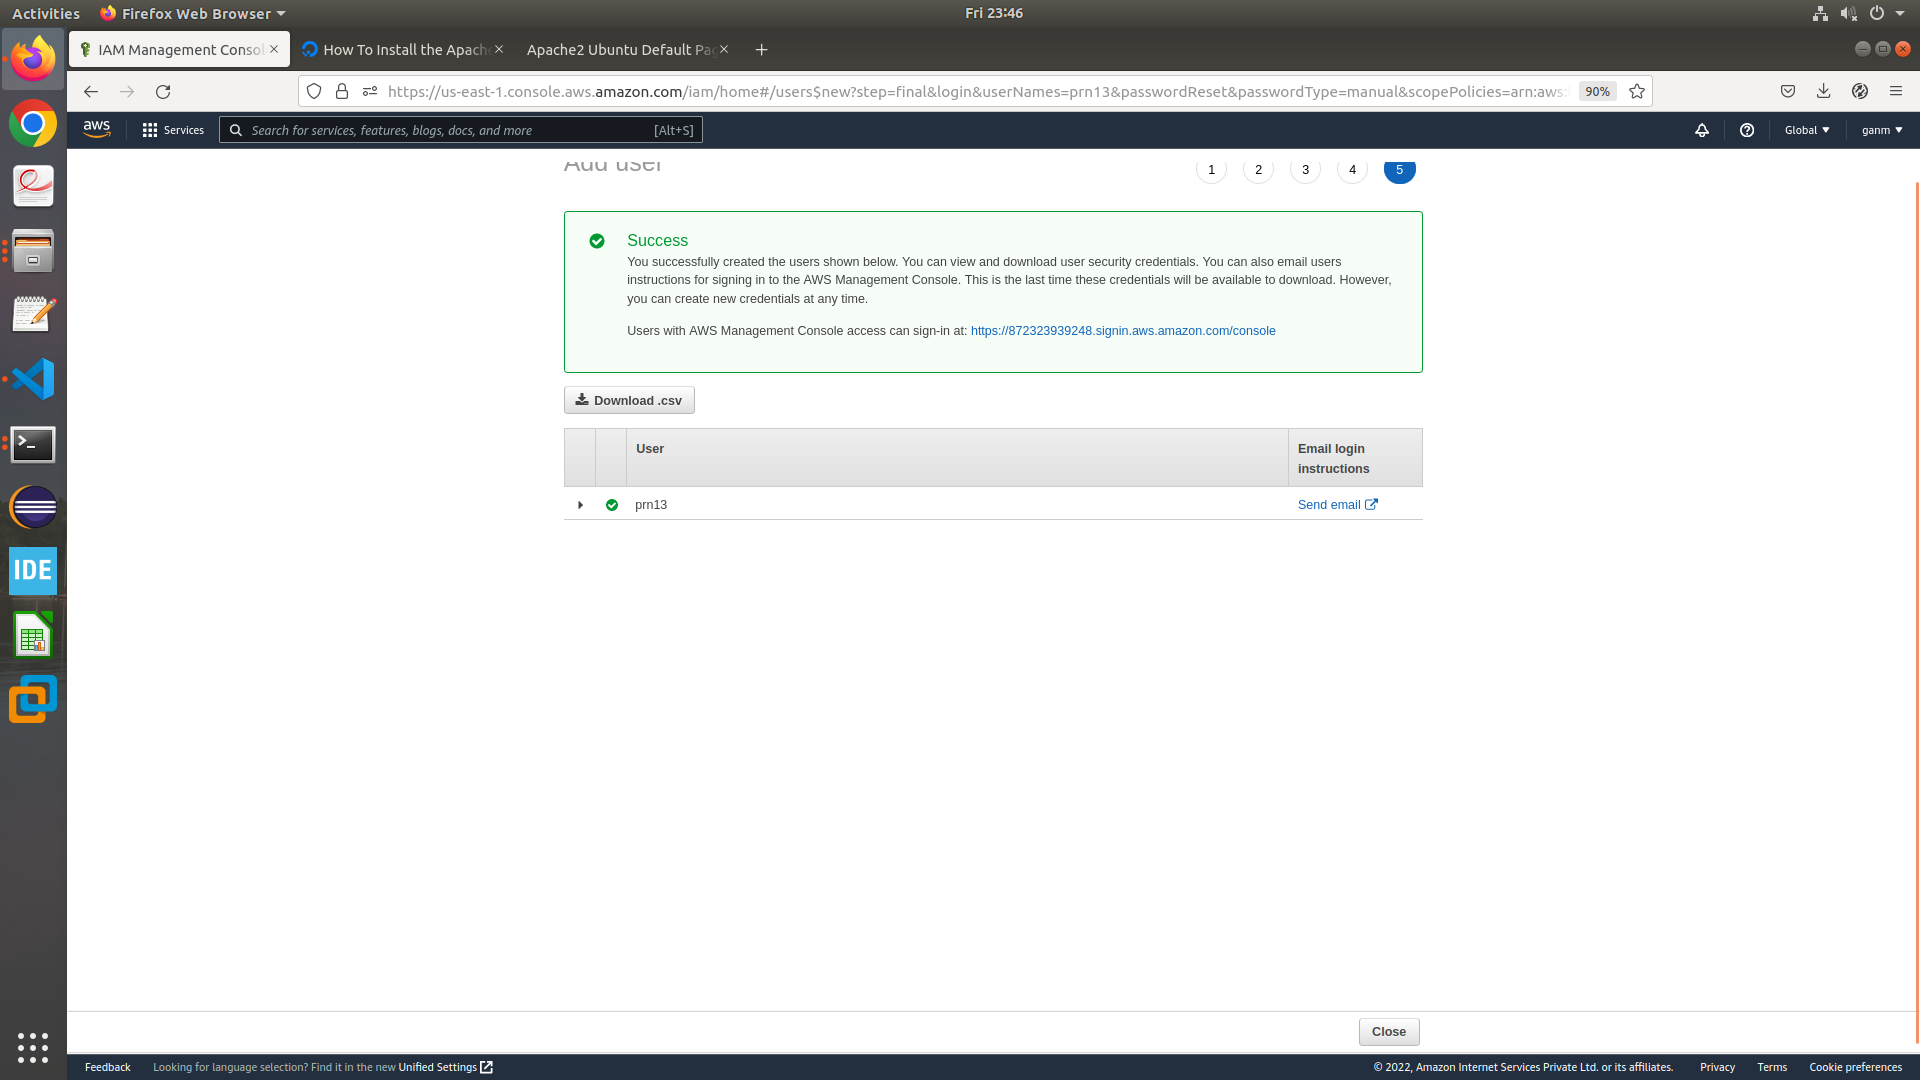 Activities
Firefox Web Browser
Fri 23:46
IAM Management Consol
How To Install the Apache
Apache2 Ubuntu Default Pag
https://us-east-1.console.aws.amazon.com/iam/home#/users$new?step=final&login&userNames=prn13&passwordReset&passwordType=manual&scopePolicies=arn:aws:
90%
aws
Services
Search for services, features, blogs, docs, and more
[Alt+S]
Global
ganm
Add user
1
2
3
4
5
Success
You successfully created the users shown below. You can view and download user security credentials. You can also email users
instructions for signing in to the AWS Management Console. This is the last time these credentials will be available to download. However,
you can create new credentials at any time.
Users with AWS Management Console access can sign-in at: https://872323939248.signin.aws.amazon.com/console
Download .csv
User
Email login
instructions
prn13
Send email
IDE
Close
Feedback
Looking for language selection? Find it in the new Unified Settings
© 2022, Amazon Internet Services Private Ltd. or its affiliates.
Privacy
Terms
Cookie preferences